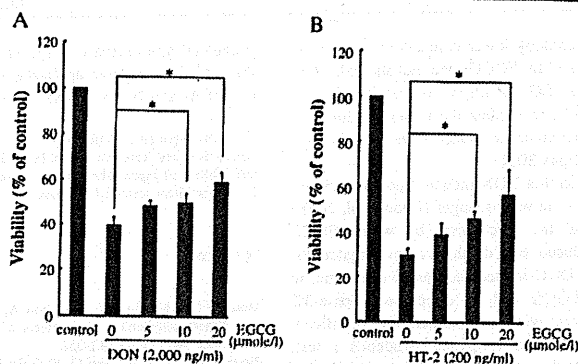 A
Viability (% of control)
120
100
80
60
40
20
0
*
*
control
0
5
10
20
EGCG
(μmole/l)
DON (2,000 ng/ml)
B
Viability (% of control)
120
100
80
60
40
20
0
*
*
control
0
5
10
20
EGCG
(μmole/l)
HT-2 (200 ng/ml)